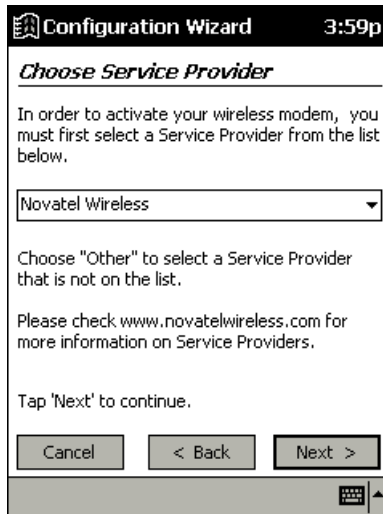 Configuration Wizard 3:59p
Choose Service Provider
In order to activate your wireless modem, you
must first select a Service Provider from the list
below.
Novatel Wireless
Choose "Other" to select a Service Provider
that is not on the list.
Please check www.novatelwireless.com for
more information on Service Providers.
Tap 'Next' to continue.
Cancel < Back Next >